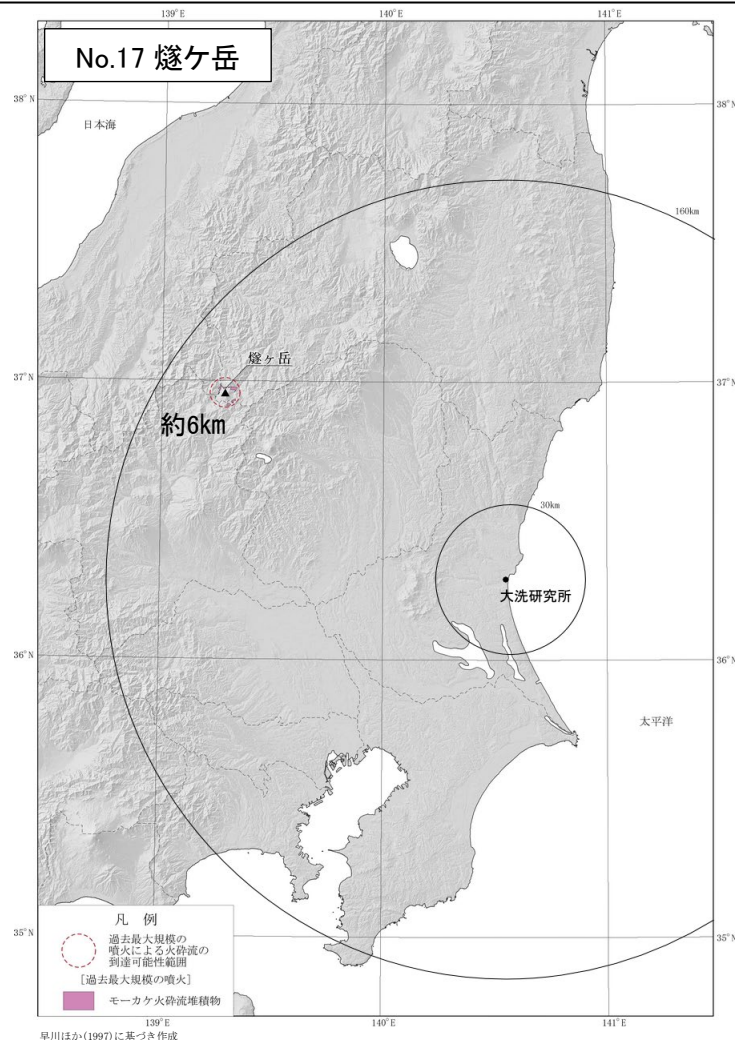 No.17 燧ケ岳
139°E
140°E
141°E
38°N
38°N
日本海
160km
燧ヶ岳
37°N
37°N
約6km
30km
大洗研究所
36°N
36°N
太平洋
35°N
35°N
凡 例
過去最大規模の
噴火による火砕流の
到達可能性範囲
[過去最大規模の噴火]
モーカケ火砕流堆積物
139°E
140°E
141°E
早川ほか(1997)に基づき作成